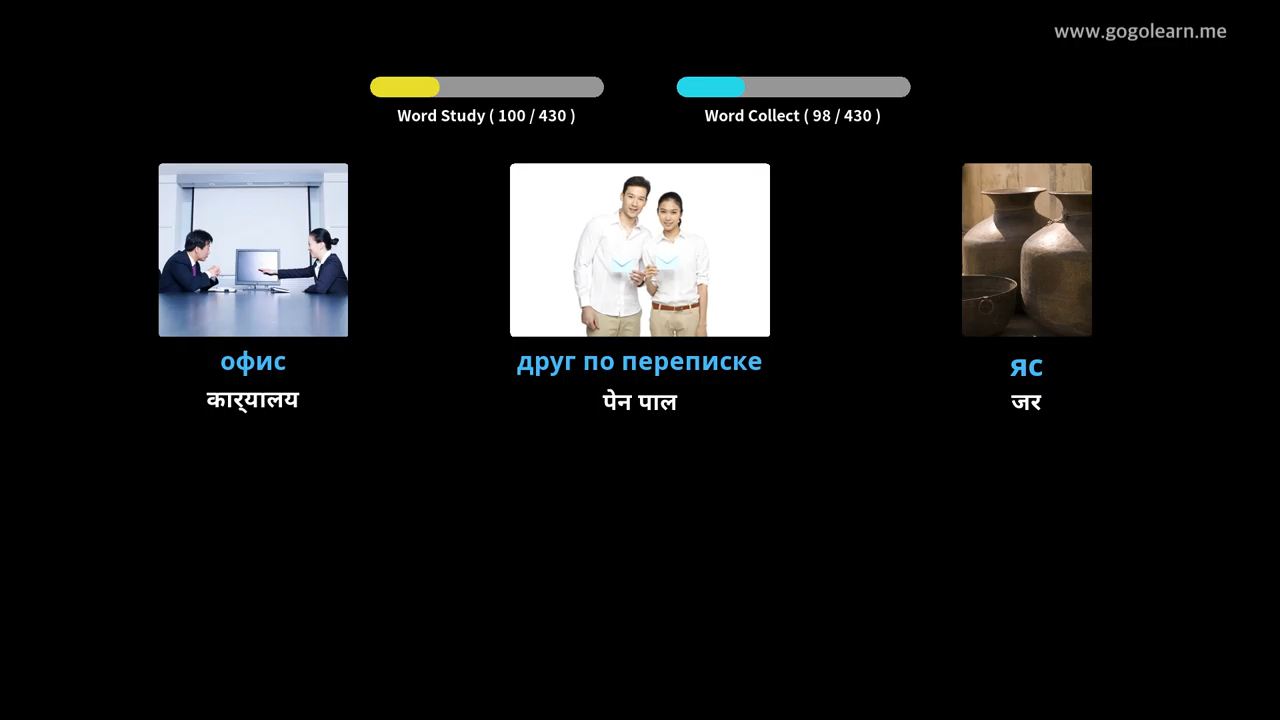 www.gogolearn.me
Word Study ( 100 / 430 )
Word Collect ( 98 / 430 )
офис
друг по переписке
яс
कार्‍यालय
पेन पाल
जर